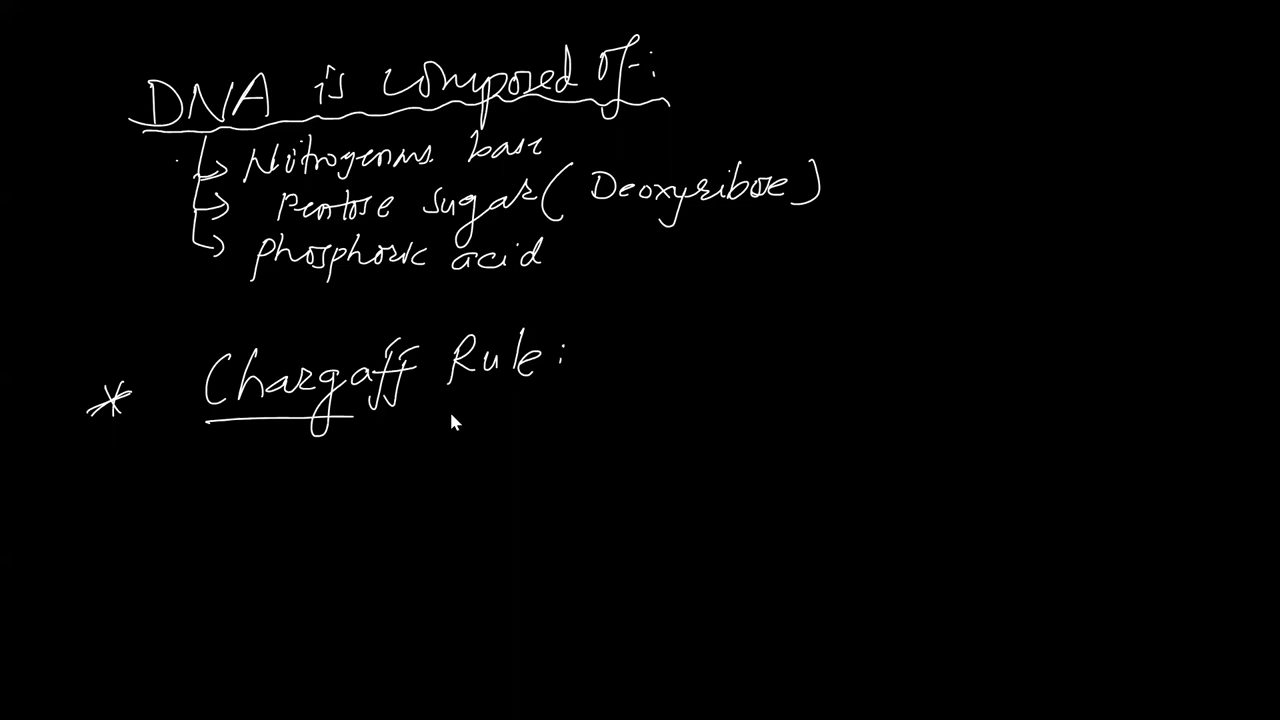 DNA is composed of:
→ Nitrogenous base
→ Pentose sugar (Deoxyribose)
→ phosphoric acid
* Chargaff Rule: